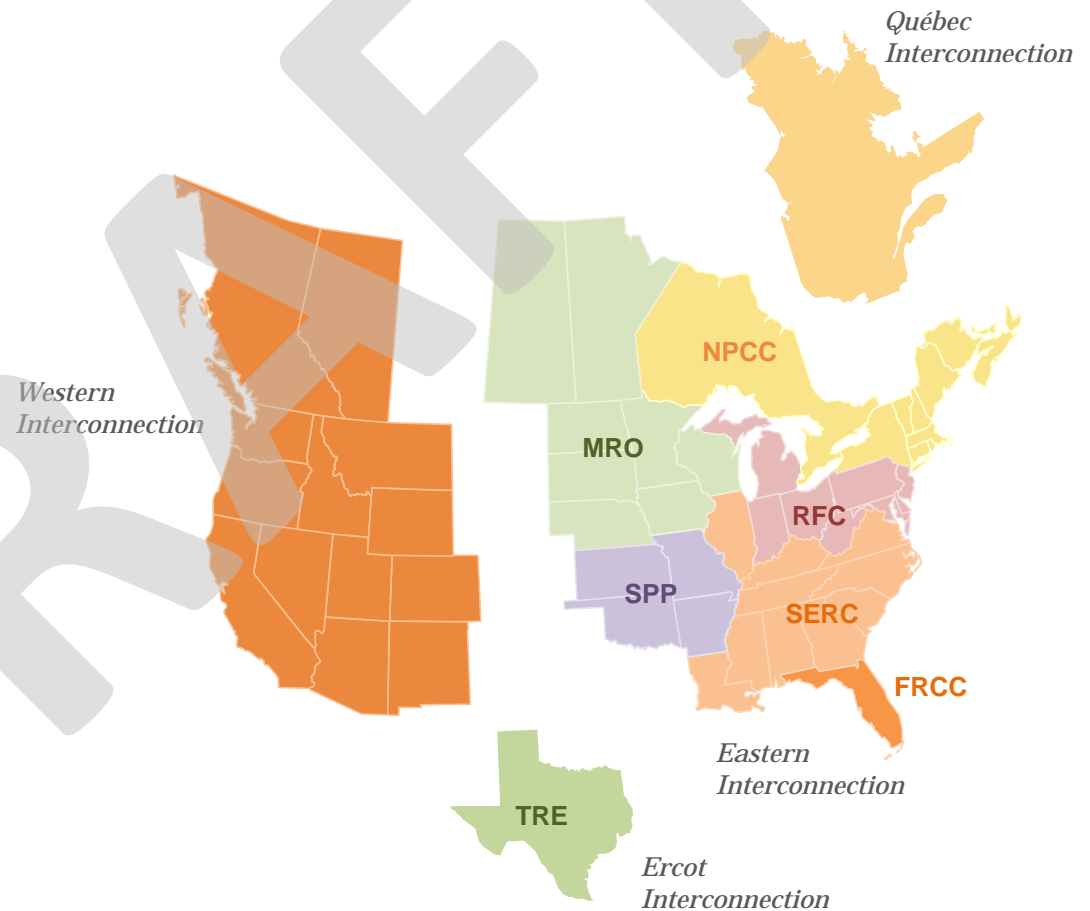 Québec
Interconnection
NPCC
Western
Interconnection
MRO
RFC
SPP
SERC
FRCC
Eastern
Interconnection
TRE
Ercot
Interconnection